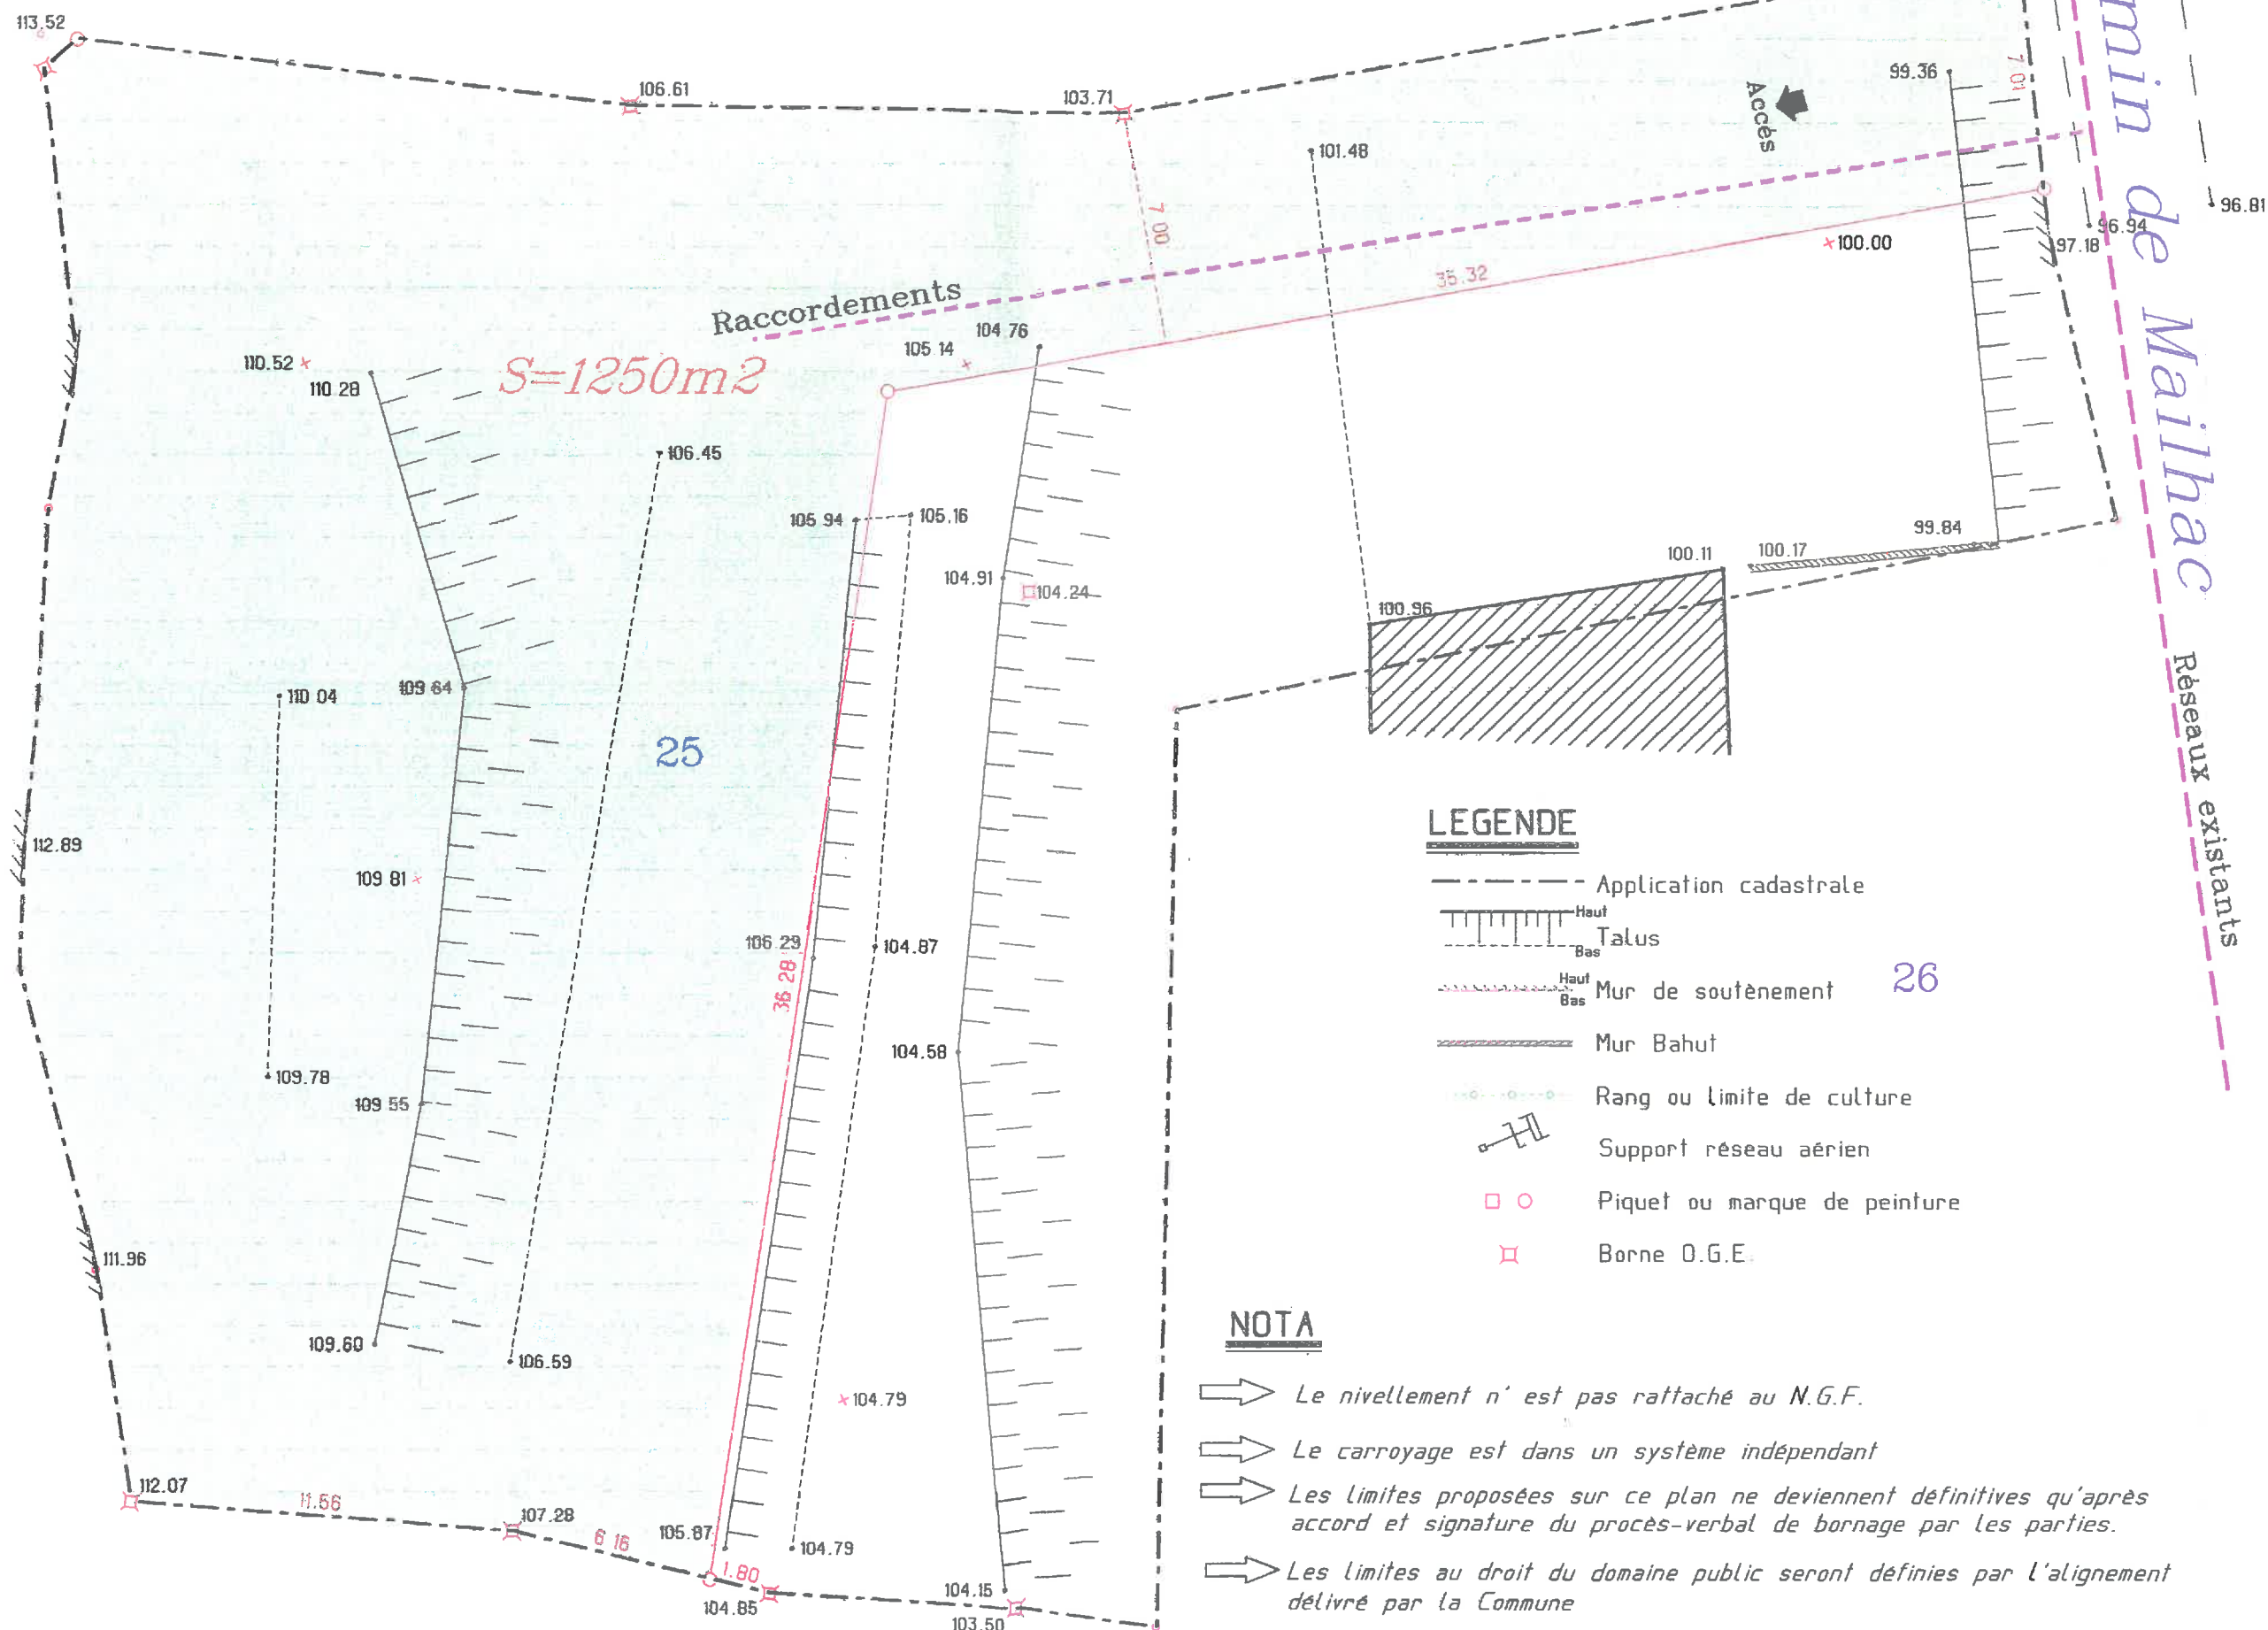 113.52
106.61
103.71
99.36
7.01
Accès
101.48
96.81
96.94
97.18
7.00
100.00
35.32
Raccordements
104.76
105.14
110.52
110.28
S=1250m2
106.45
105.94
105.16
104.91
104.24
99.84
100.11
100.17
100.96
min de Mailhac
Réseaux existants
109.64
110.04
25
112.89
109.81
106.29
104.87
36.28
104.58
109.78
109.55
111.96
109.60
106.59
104.79
112.07
11.56
107.28
6.16
105.87
104.79
1.80
104.85
104.15
103.50
LEGENDE
Application cadastrale
Haut
Talus
Bas
Haut
Mur de soutènement
Bas
26
Mur Bahut
Rang ou limite de culture
Support réseau aérien
Piquet ou marque de peinture
Borne O.G.E.
NOTA
Le nivellement n' est pas rattaché au N.G.F.
Le carroyage est dans un système indépendant
Les limites proposées sur ce plan ne deviennent définitives qu'après
accord et signature du procès-verbal de bornage par les parties.
Les limites au droit du domaine public seront définies par l'alignement
délivré par la Commune